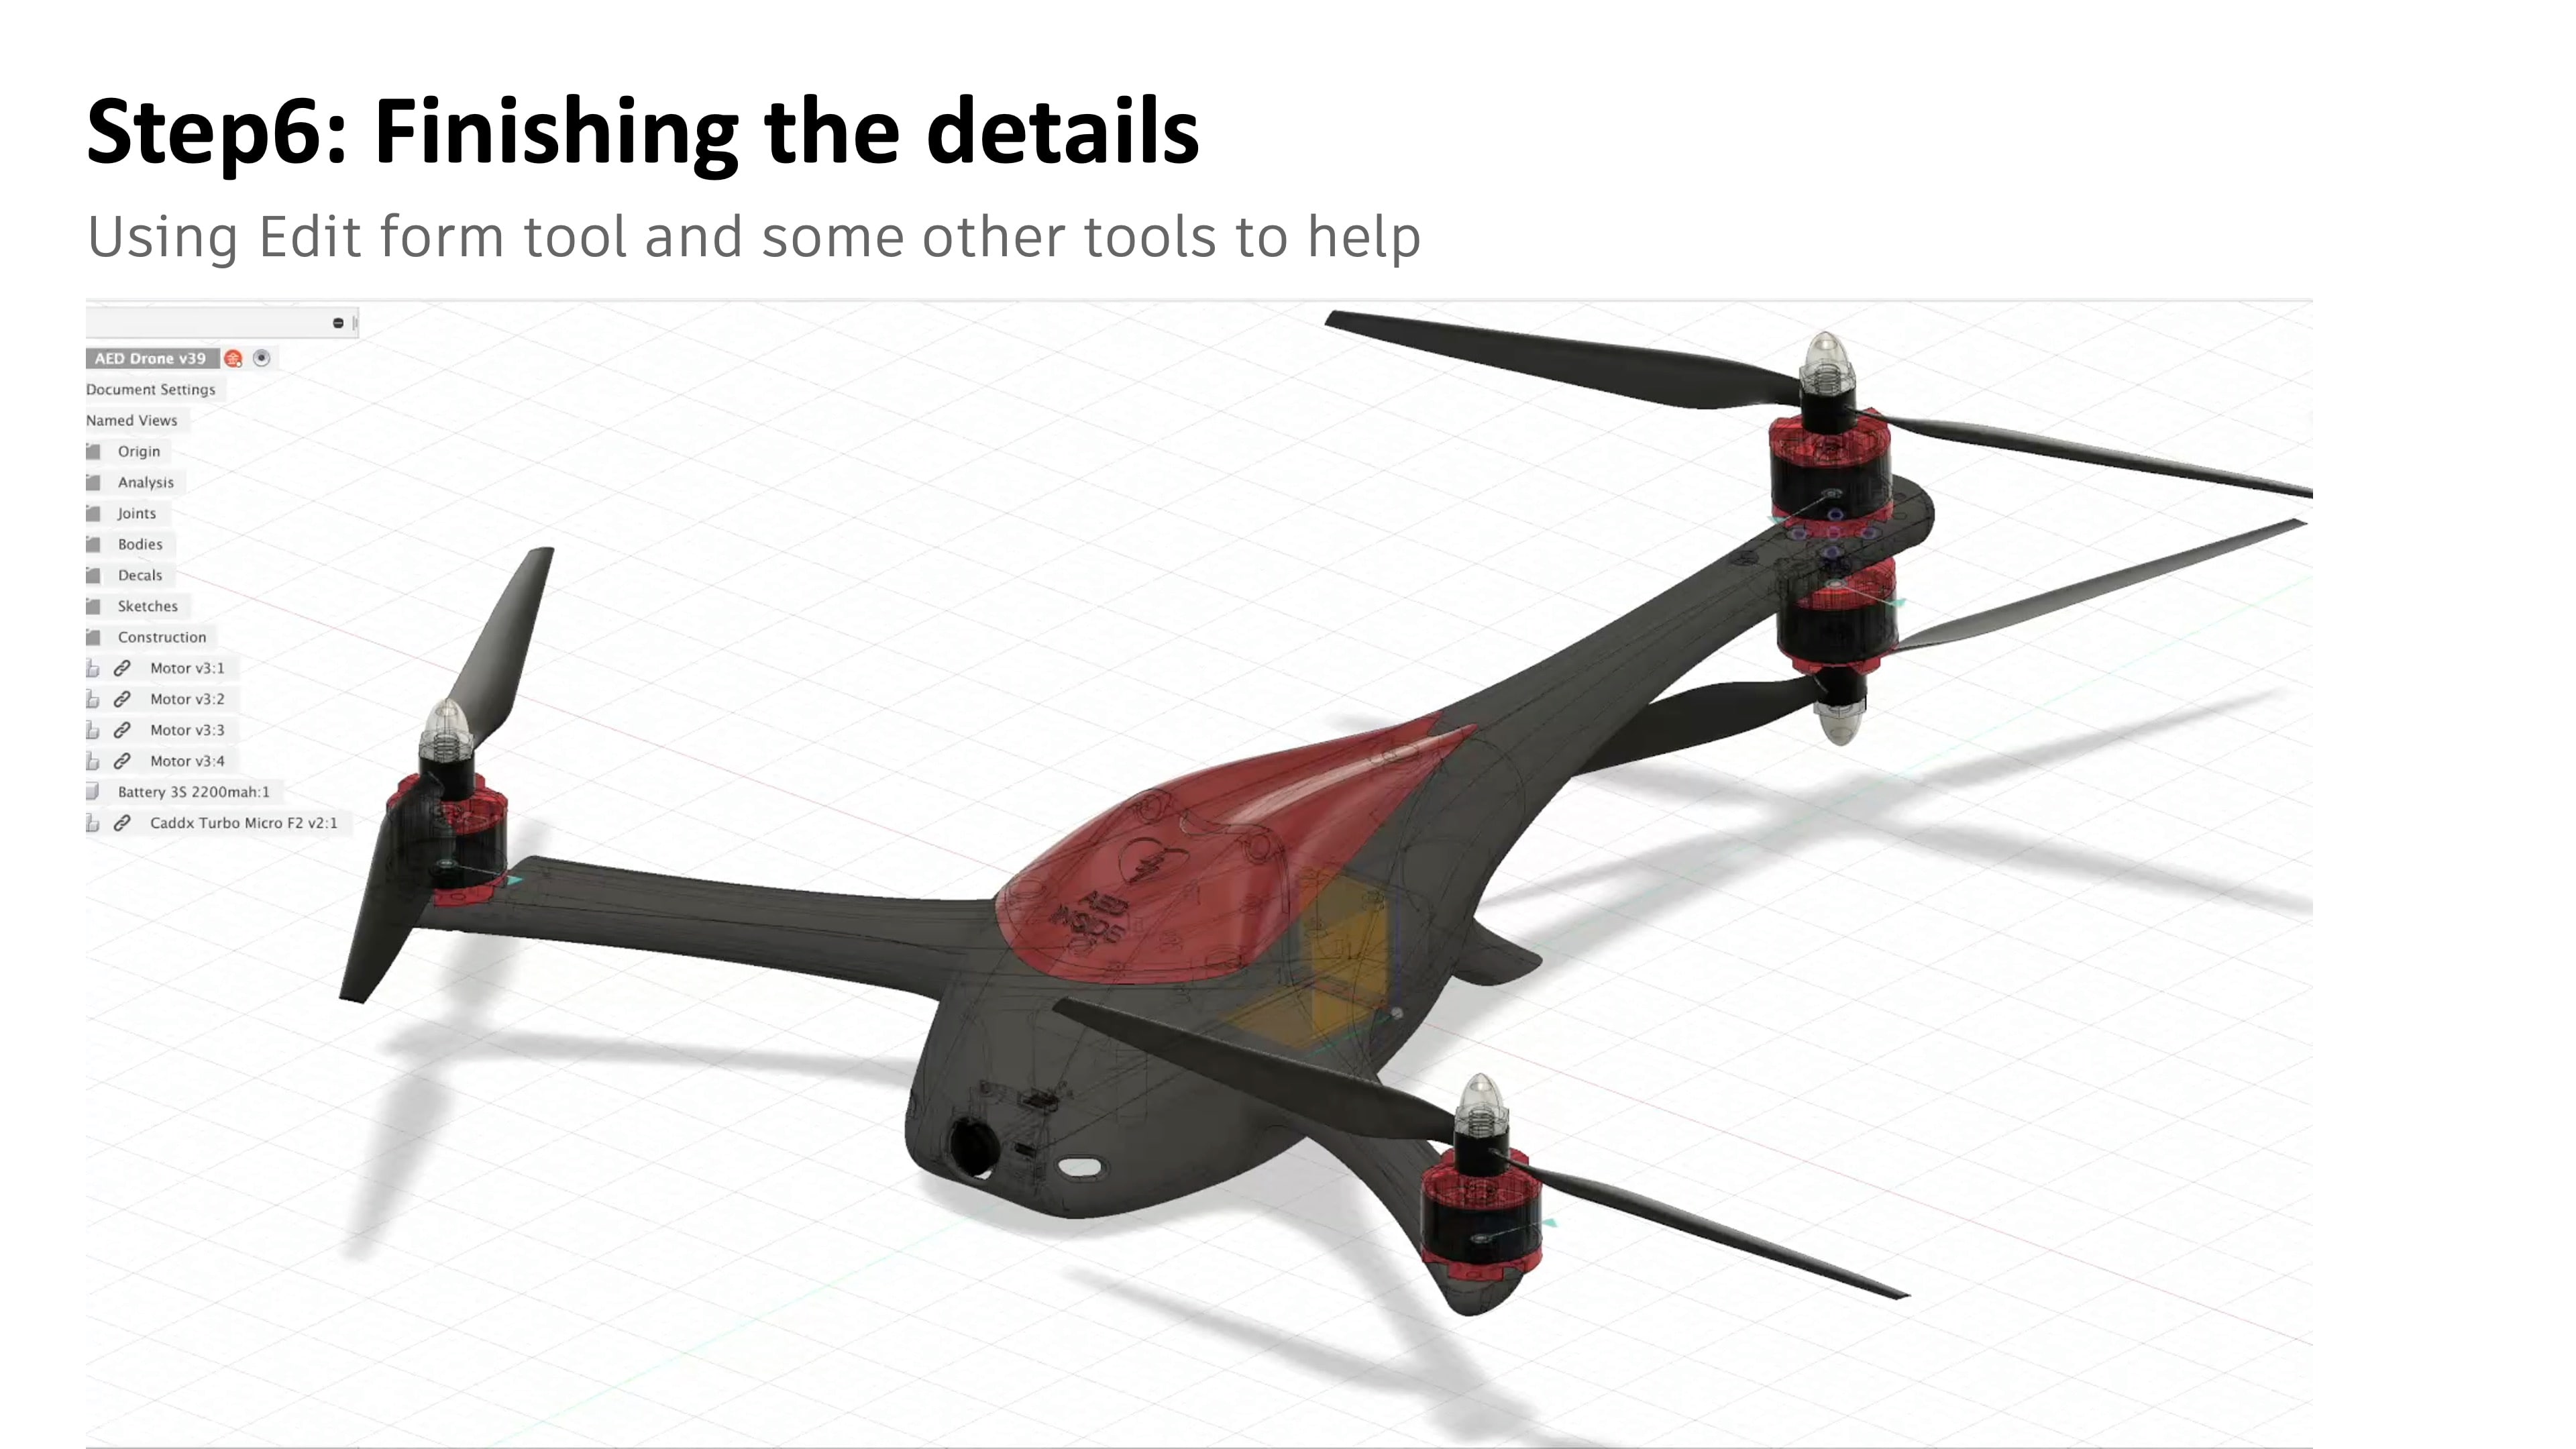 Step6: Finishing the details
Using Edit form tool and some other tools to help
AED Drone v39
Document Settings
Named Views
Origin
Analysis
Joints
Bodies
Decals
Sketches
Construction
Motor v3:1
Motor v3:2
Motor v3:3
Motor v3:4
Battery 3S 2200mah:1
Caddx Turbo Micro F2 v2:1
AED
INSIDE